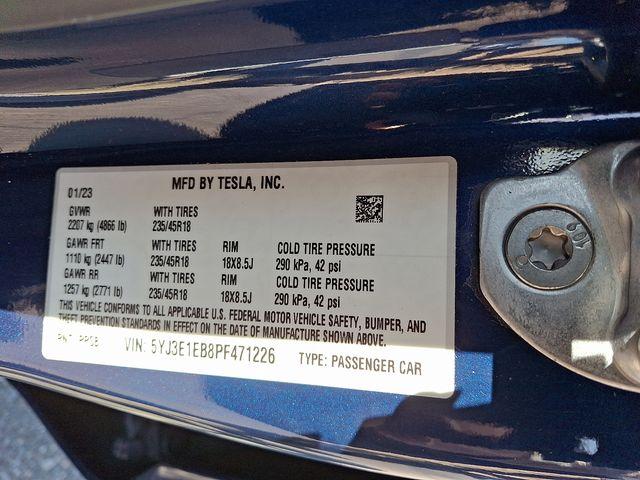 MFD BY TESLA, INC.
01/23
GVWR WITH TIRES
2207 kg (4866 lb) 235/45R18
GAWR FRT WITH TIRES RIM COLD TIRE PRESSURE
1110 kg (2447 lb) 235/45R18 18X8.5J 290 kPa, 42 psi
GAWR RR WITH TIRES RIM COLD TIRE PRESSURE
1257 kg (2771 lb) 235/45R18 18X8.5J 290 kPa, 42 psi
THIS VEHICLE CONFORMS TO ALL APPLICABLE U.S. FEDERAL MOTOR VEHICLE SAFETY, BUMPER, AND
THEFT PREVENTION STANDARDS IN EFFECT ON THE DATE OF MANUFACTURE SHOWN ABOVE.
PNT PPSB VIN: 5YJ3E1EB8PF471226 TYPE: PASSENGER CAR
10.9